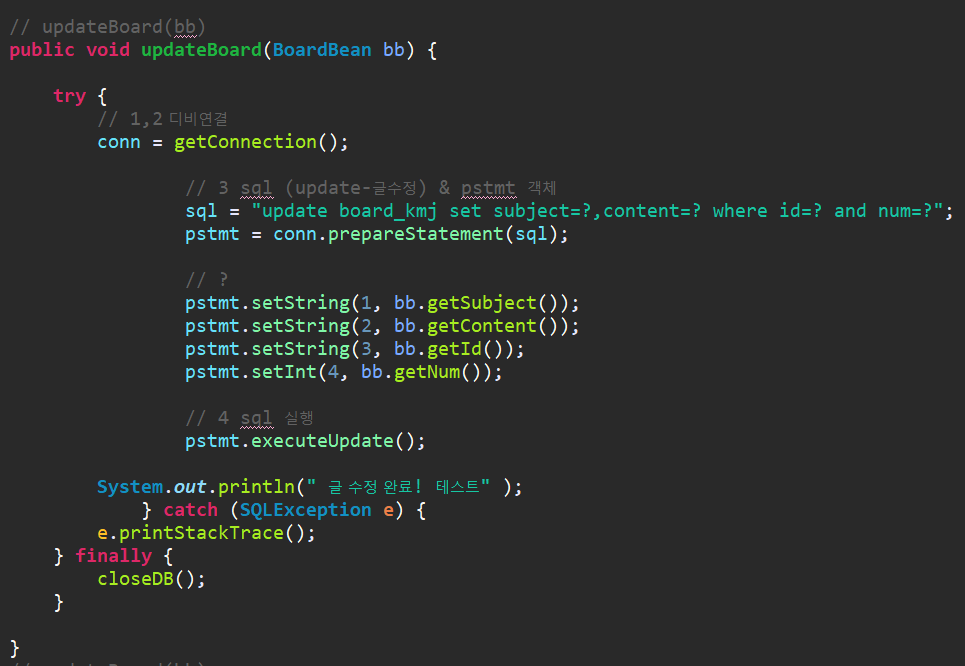 // updateBoard(bb)
public void updateBoard(BoardBean bb) {
try {
// 1,2 디비연결
conn = getConnection();
// 3 sql (update-글수정) & pstmt 객체
sql = "update board_kmj set subject=?,content=? where id=? and num=?";
pstmt = conn.prepareStatement(sql);
// ?
pstmt.setString(1, bb.getSubject());
pstmt.setString(2, bb.getContent());
pstmt.setString(3, bb.getId());
pstmt.setInt(4, bb.getNum());
// 4 sql 실행
pstmt.executeUpdate();
System.out.println(" 글 수정 완료! 테스트" );
} catch (SQLException e) {
e.printStackTrace();
} finally {
closeDB();
}
}